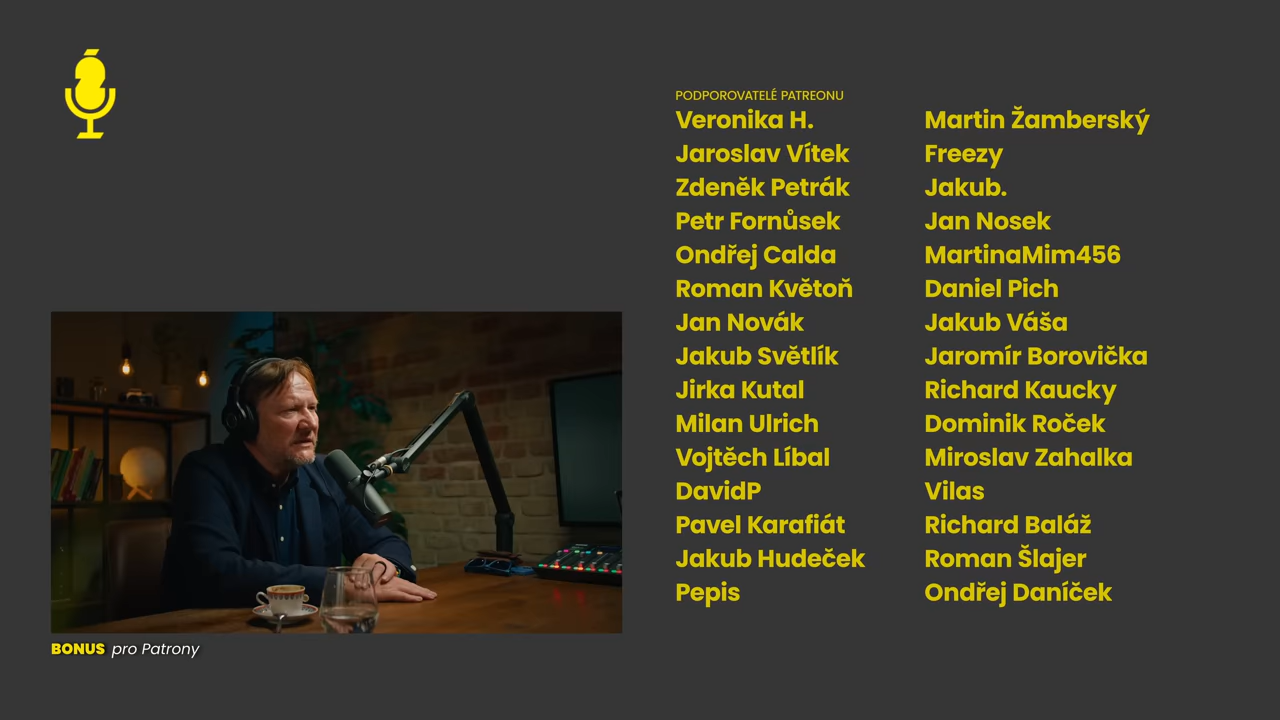 PODPOROVATELÉ PATREONU
Veronika H.
Jaroslav Vítek
Zdeněk Petrák
Petr Fornůsek
Ondřej Calda
Roman Květoň
Jan Novák
Jakub Světlík
Jirka Kutal
Milan Ulrich
Vojtěch Líbal
DavidP
Pavel Karafiát
Jakub Hudeček
Pepis
Martin Žamberský
Freezy
Jakub.
Jan Nosek
MartinaMim456
Daniel Pich
Jakub Váša
Jaromír Borovička
Richard Kaucky
Dominik Roček
Miroslav Zahalka
Vilas
Richard Baláž
Roman Šlajer
Ondřej Daníček
BONUS pro Patrony